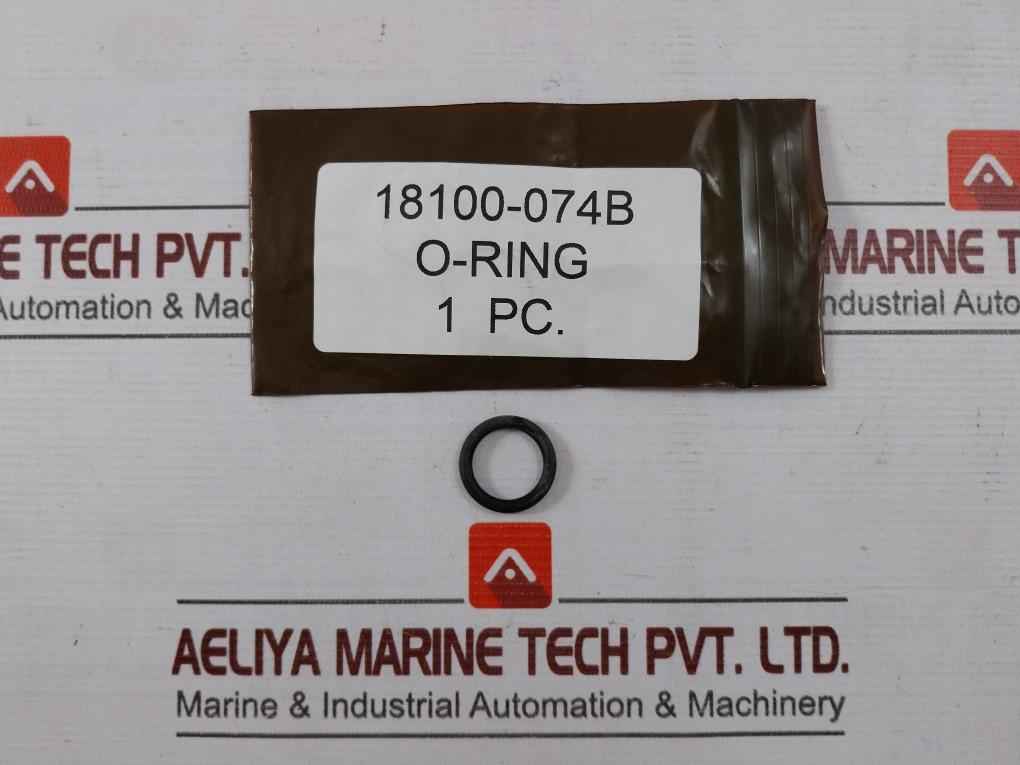 18100-074B
O-RING
1 PC.
E TECH PVT.
Automation & Mac
MARINE T
ndustrial Auto
AELIYA MARINE TECH PVT. LTD.
Marine & Industrial Automation & Machinery